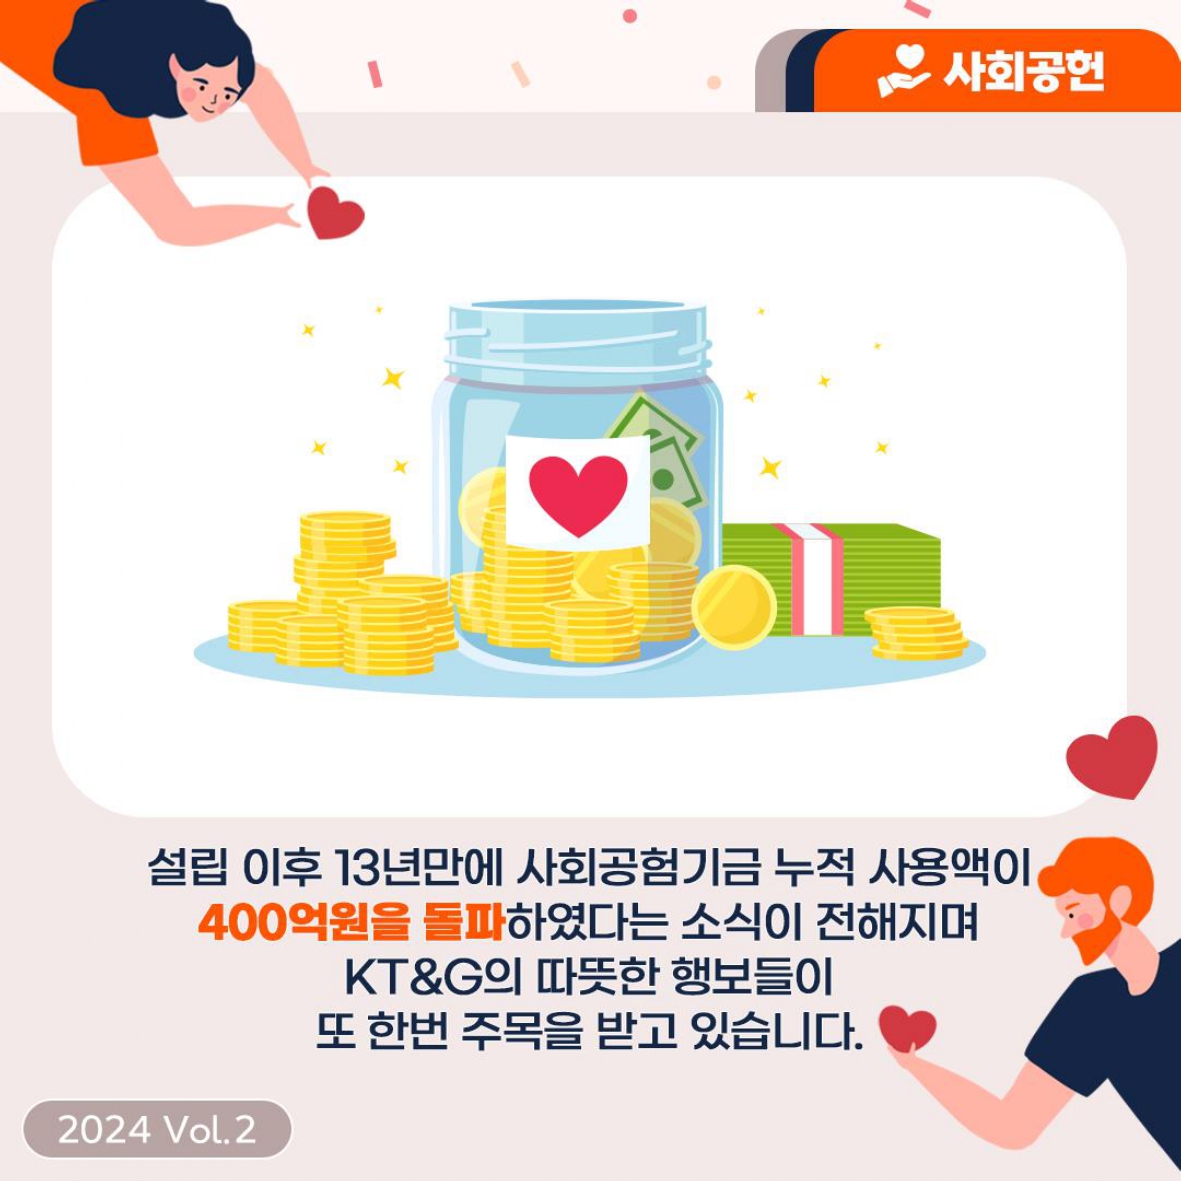 사회공헌
설립 이후 13년만에 사회공험기금 누적 사용액이
400억원을 돌파하였다는 소식이 전해지며
KT&G의 따뜻한 행보들이
또 한번 주목을 받고 있습니다.
2024 Vol.2